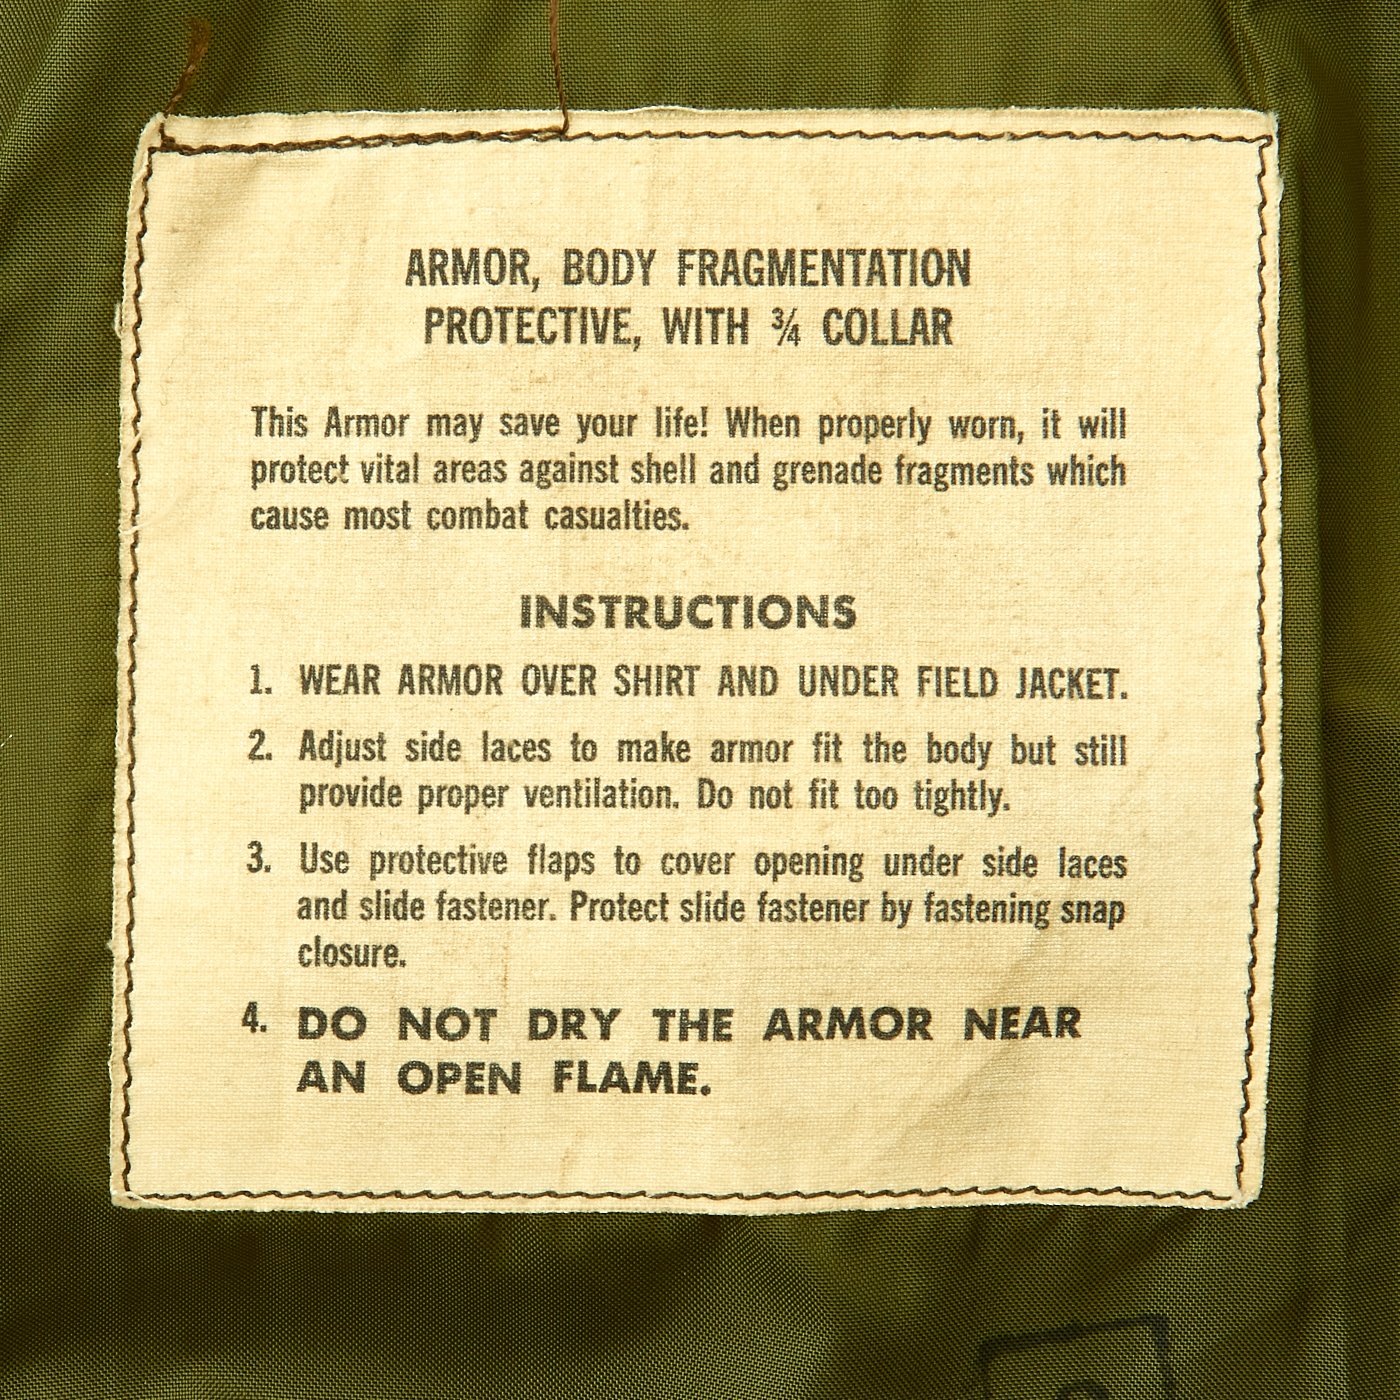 ARMOR, BODY FRAGMENTATION
PROTECTIVE, WITH ¾ COLLAR
This Armor may save your life! When properly worn, it will
protect vital areas against shell and grenade fragments which
cause most combat casualties.
INSTRUCTIONS
1. WEAR ARMOR OVER SHIRT AND UNDER FIELD JACKET.
2. Adjust side laces to make armor fit the body but still
provide proper ventilation. Do not fit too tightly.
3. Use protective flaps to cover opening under side laces
and slide fastener. Protect slide fastener by fastening snap
closure.
4. DO NOT DRY THE ARMOR NEAR
AN OPEN FLAME.